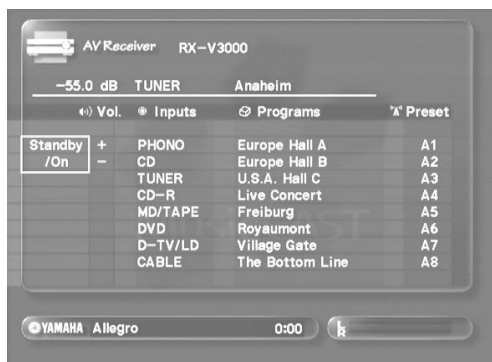 AV Receiver RX-V3000
-55.0 dB TUNER Anaheim
Vol. Inputs Programs Preset
Standby + PHONO Europe Hall A A1
/On - CD Europe Hall B A2
TUNER U.S.A. Hall C A3
CD-R Live Concert A4
MD/TAPE Freiburg A5
DVD Royaumont A6
D-TV/LD Village Gate A7
CABLE The Bottom Line A8
YAMAHA Allegro 0:00